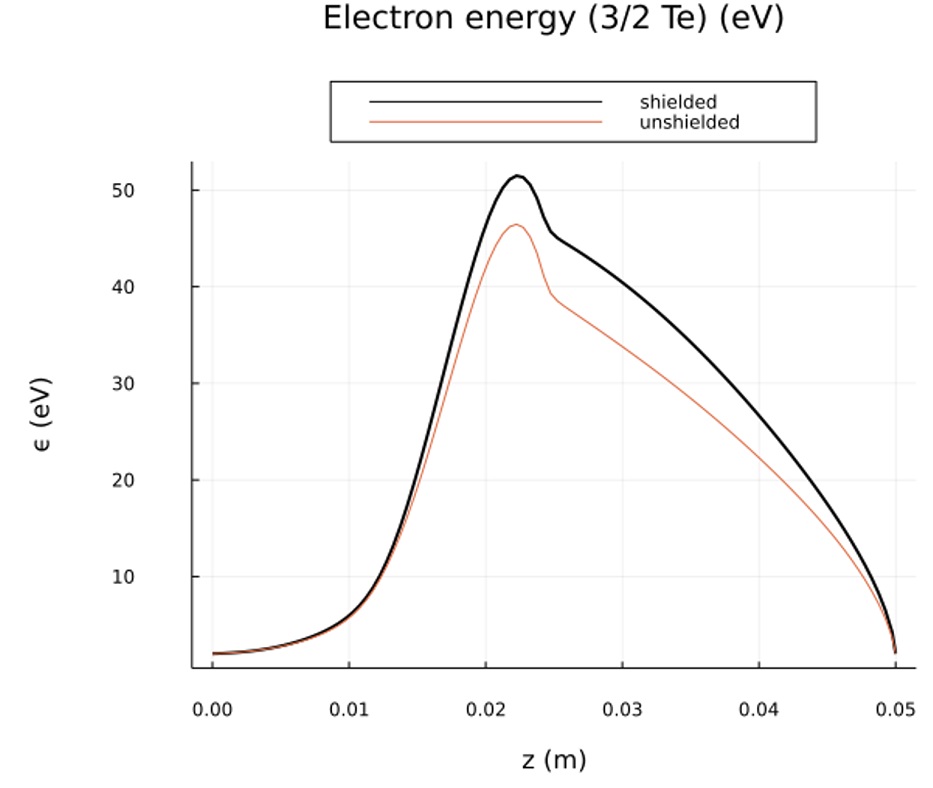 Electron energy (3/2 Te) (eV)
shielded
unshielded
50
40
30
20
10
ϵ (eV)
0.00 0.01 0.02 0.03 0.04 0.05
z (m)